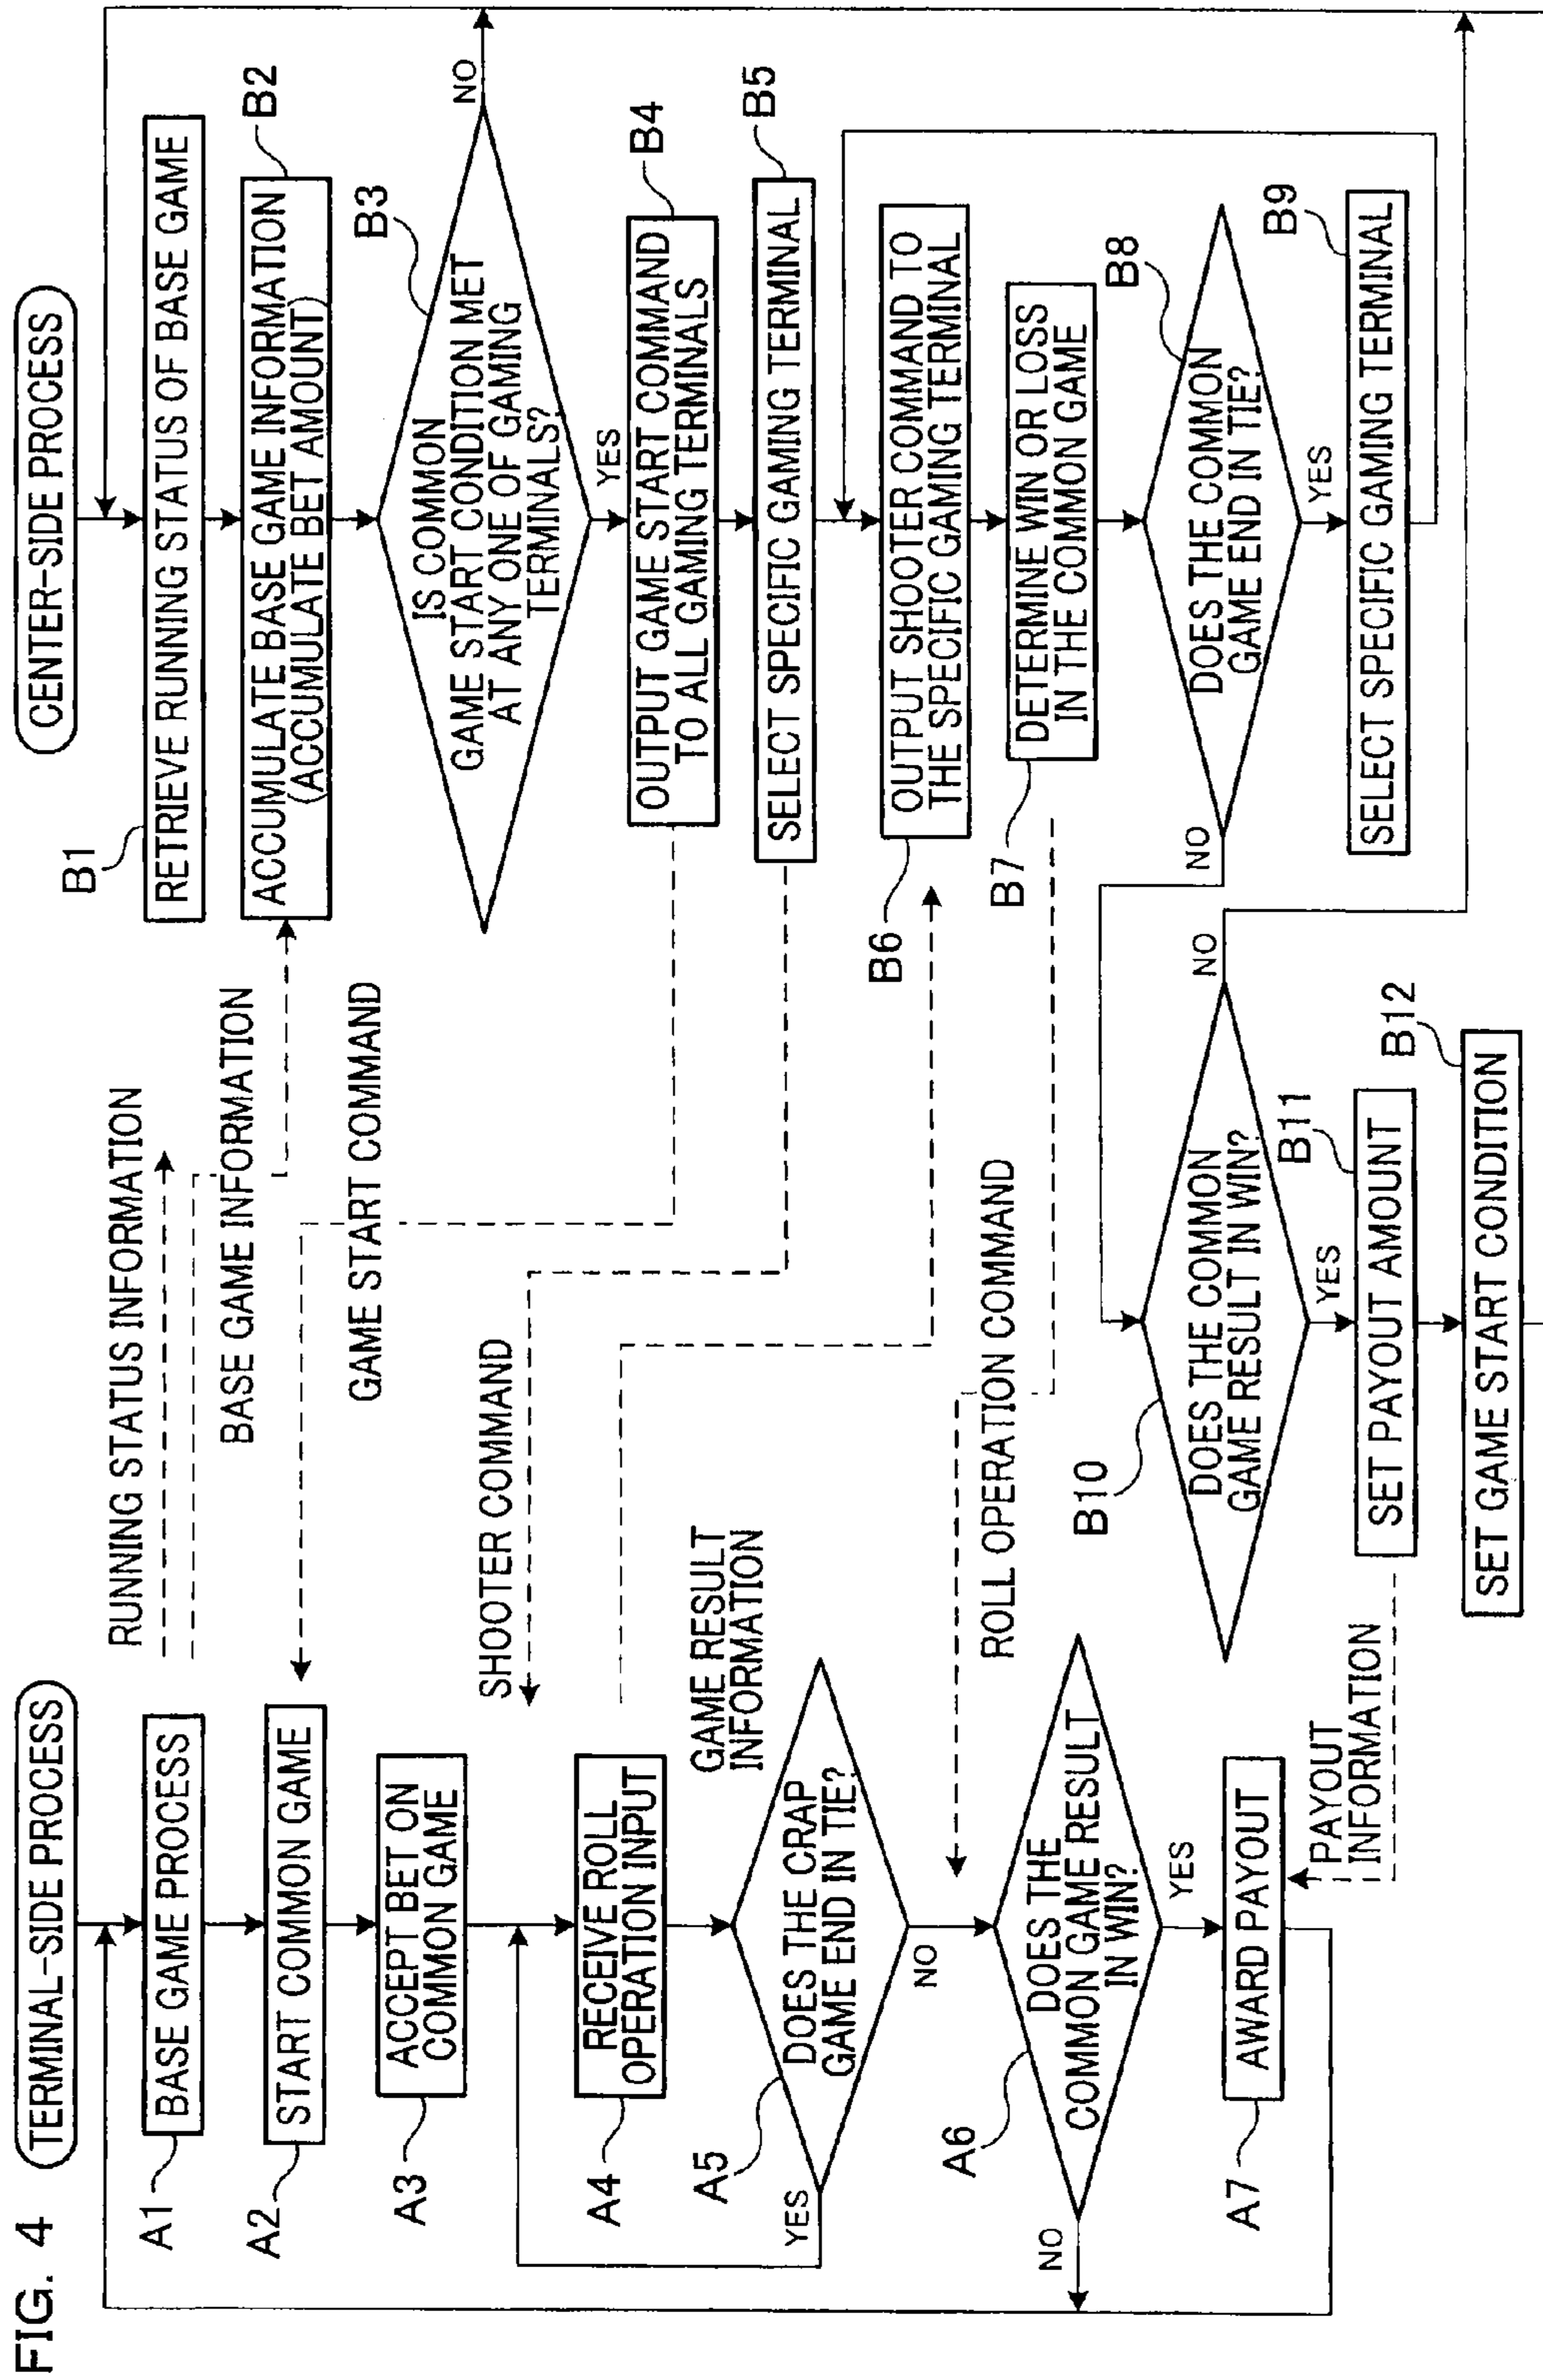 FIG. 4
TERMINAL-SIDE PROCESS
A1
BASE GAME PROCESS
A2
START COMMON GAME
A3
ACCEPT BET ON
COMMON GAME
A4
RECEIVE ROLL
OPERATION INPUT
A5
DOES THE CRAP
GAME END IN TIE?
YES
NO
A6
DOES THE
COMMON GAME RESULT
IN WIN?
NO
YES
A7
AWARD PAYOUT
RUNNING STATUS INFORMATION
BASE GAME INFORMATION
GAME START COMMAND
SHOOTER COMMAND
GAME RESULT
INFORMATION
ROLL OPERATION COMMAND
PAYOUT
INFORMATION
CENTER-SIDE PROCESS
B1
RETRIEVE RUNNING STATUS OF BASE GAME
B2
ACCUMULATE BASE GAME INFORMATION
(ACCUMULATE BET AMOUNT)
B3
IS COMMON
GAME START CONDITION MET
AT ANY ONE OF GAMING
TERMINALS?
NO
YES
B4
OUTPUT GAME START COMMAND
TO ALL GAMING TERMINALS
B5
SELECT SPECIFIC GAMING TERMINAL
B6
OUTPUT SHOOTER COMMAND TO
THE SPECIFIC GAMING TERMINAL
B7
DETERMINE WIN OR LOSS
IN THE COMMON GAME
B8
DOES THE COMMON
GAME END IN TIE?
NO
YES
B9
SELECT SPECIFIC GAMING TERMINAL
B10
DOES THE COMMON
GAME RESULT IN WIN?
NO
YES
B11
SET PAYOUT AMOUNT
B12
SET GAME START CONDITION